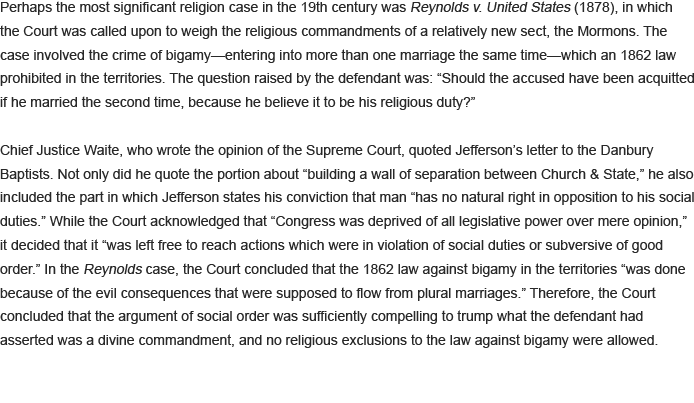 Perhaps the most significant religion case in the 19th century was Reynolds v. United States (1878), in which
the Court was called upon to weigh the religious commandments of a relatively new sect, the Mormons. The
case involved the crime of bigamy—entering into more than one marriage the same time—which an 1862 law
prohibited in the territories. The question raised by the defendant was: “Should the accused have been acquitted
if he married the second time, because he believe it to be his religious duty?”

Chief Justice Waite, who wrote the opinion of the Supreme Court, quoted Jefferson’s letter to the Danbury
Baptists. Not only did he quote the portion about “building a wall of separation between Church & State,” he also
included the part in which Jefferson states his conviction that man “has no natural right in opposition to his social
duties.” While the Court acknowledged that “Congress was deprived of all legislative power over mere opinion,”
it decided that it “was left free to reach actions which were in violation of social duties or subversive of good
order.” In the Reynolds case, the Court concluded that the 1862 law against bigamy in the territories “was done
because of the evil consequences that were supposed to flow from plural marriages.” Therefore, the Court
concluded that the argument of social order was sufficiently compelling to trump what the defendant had
asserted was a divine commandment, and no religious exclusions to the law against bigamy were allowed.